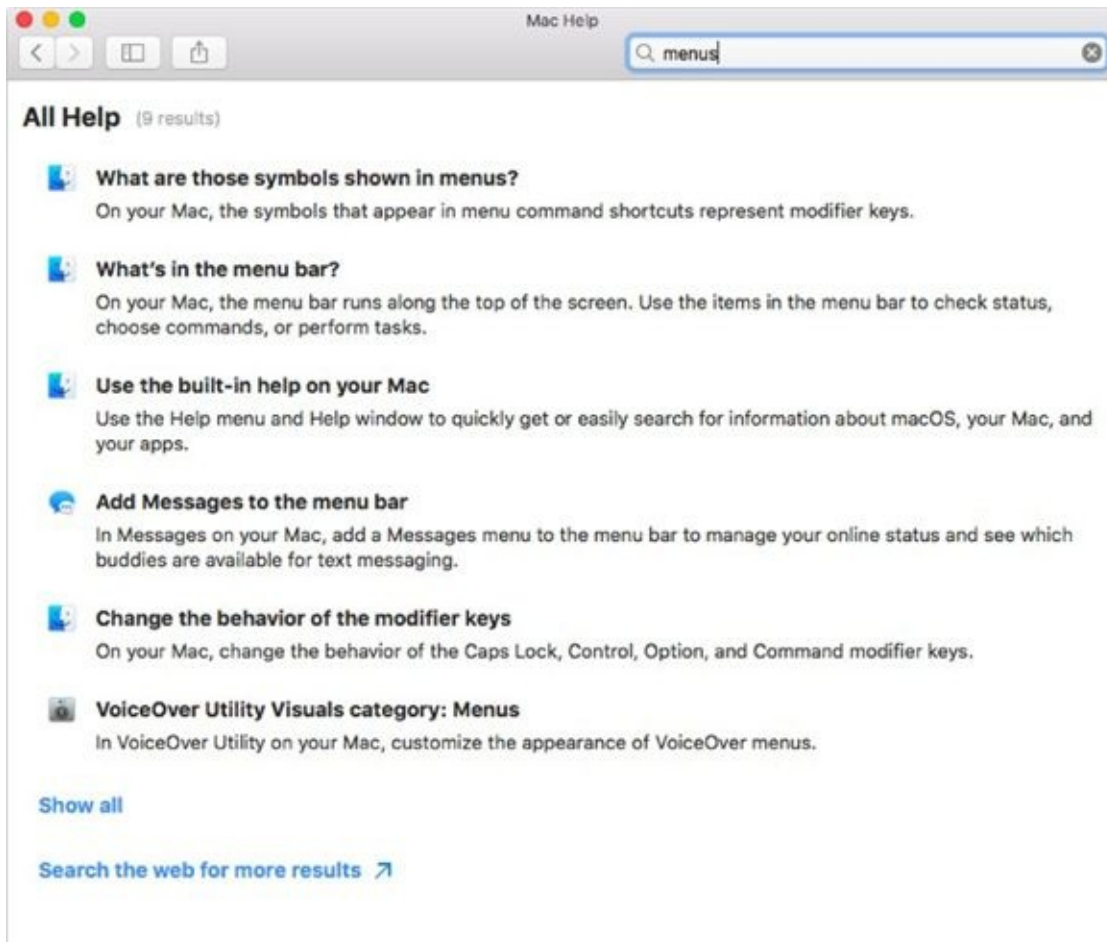 Mac Help
menus
All Help (9 results)
What are those symbols shown in menus?
On your Mac, the symbols that appear in menu command shortcuts represent modifier keys.
What's in the menu bar?
On your Mac, the menu bar runs along the top of the screen. Use the items in the menu bar to check status,
choose commands, or perform tasks.
Use the built-in help on your Mac
Use the Help menu and Help window to quickly get or easily search for information about macOS, your Mac, and
your apps.
Add Messages to the menu bar
In Messages on your Mac, add a Messages menu to the menu bar to manage your online status and see which
buddies are available for text messaging.
Change the behavior of the modifier keys
On your Mac, change the behavior of the Caps Lock, Control, Option, and Command modifier keys.
VoiceOver Utility Visuals category: Menus
In VoiceOver Utility on your Mac, customize the appearance of VoiceOver menus.
Show all
Search the web for more results